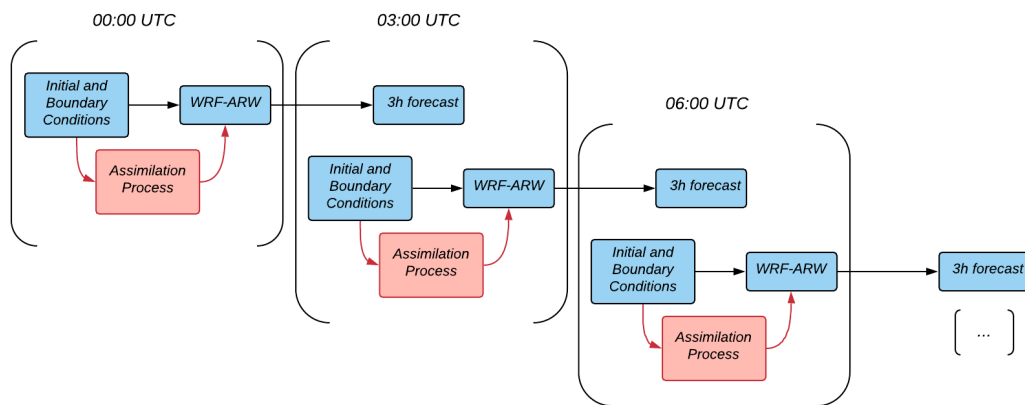 00:00 UTC
03:00 UTC
Initial and
Boundary
Conditions
WRF-ARW
3h forecast
Assimilation
Process
06:00 UTC
Initial and
Boundary
Conditions
WRF-ARW
3h forecast
Assimilation
Process
Initial and
Boundary
Conditions
WRF-ARW
3h forecast
Assimilation
Process
...